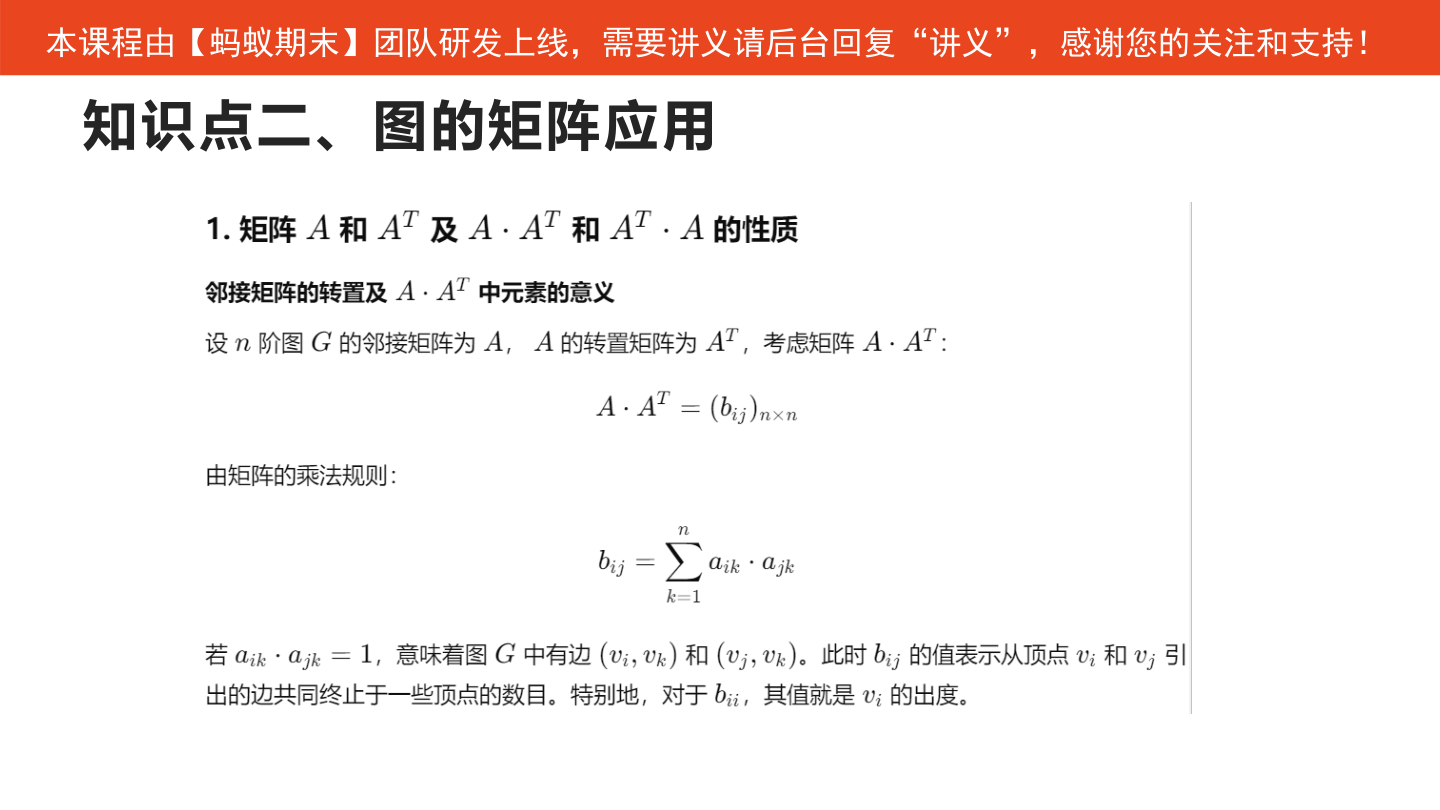 本课程由【蚂蚁期末】团队研发上线，需要讲义请后台回复“讲义”，感谢您的关注和支持！
知识点二、图的矩阵应用
1. 矩阵 A 和 A^T 及 A · A^T 和 A^T · A 的性质
邻接矩阵的转置及 A · A^T 中元素的意义
设 n 阶图 G 的邻接矩阵为 A， A 的转置矩阵为 A^T，考虑矩阵 A · A^T：
A · A^T = (b_{ij})_{n×n}
由矩阵的乘法规则：
b_{ij} = \sum_{k=1}^{n} a_{ik} · a_{jk}
若 a_{ik} · a_{jk} = 1，意味着图 G 中有边 (v_i, v_k) 和 (v_j, v_k)。此时 b_{ij} 的值表示从顶点 v_i 和 v_j 引
出的边共同终止于一些顶点的数目。特别地，对于 b_{ii}，其值就是 v_i 的出度。